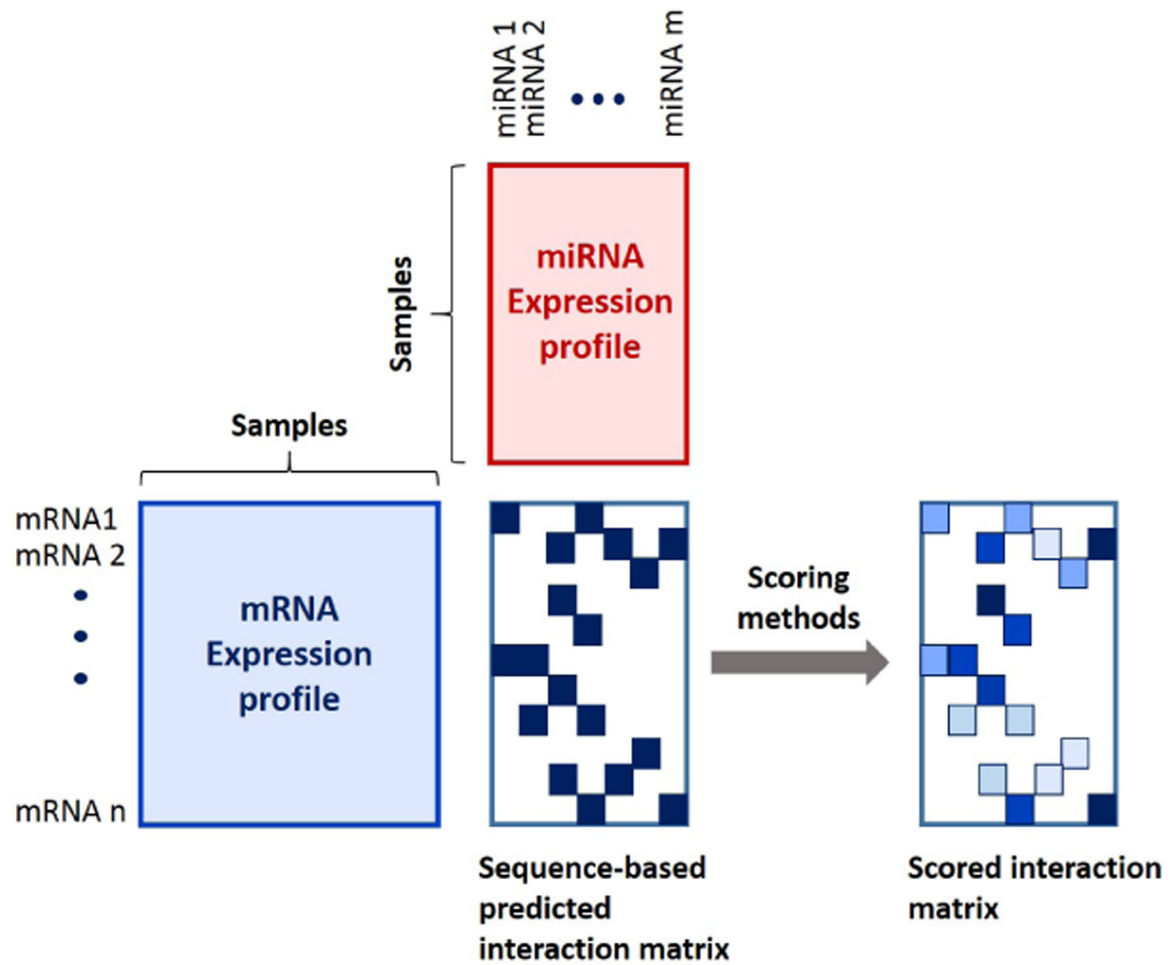 miRNA 1
miRNA 2
miRNA m
Samples
miRNA
Expression
profile
Samples
mRNA1
mRNA 2
mRNA n
mRNA
Expression
profile
Scoring
methods
Sequence-based
predicted
interaction matrix
Scored interaction
matrix